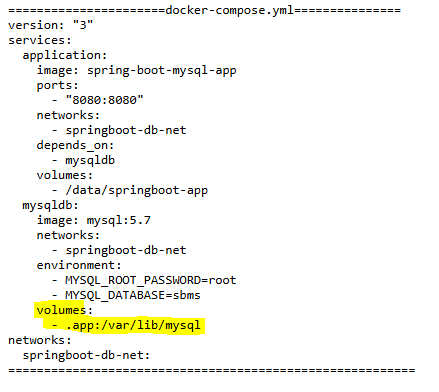 ======================docker-compose.yml===============
version: "3"
services:
  application:
    image: spring-boot-mysql-app
    ports:
      - "8080:8080"
    networks:
      - springboot-db-net
    depends_on:
      - mysqldb
    volumes:
      - /data/springboot-app
  mysqldb:
    image: mysql:5.7
    networks:
      - springboot-db-net
    environment:
      - MYSQL_ROOT_PASSWORD=root
      - MYSQL_DATABASE=sbms
    volumes:
      - .app:/var/lib/mysql
networks:
  springboot-db-net:
=========================================================